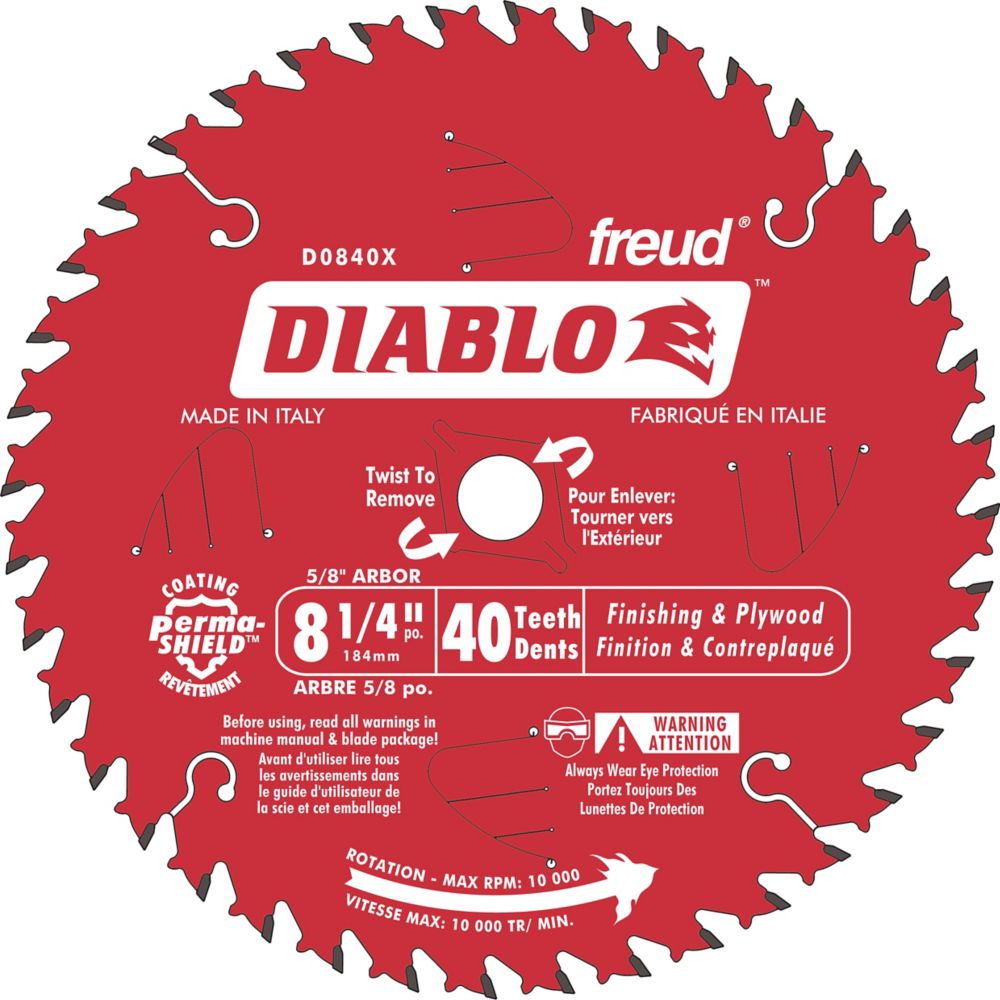 D0840X
freud®
DIABLO™
MADE IN ITALY
FABRIQUÉ EN ITALIE
Twist To
Remove
Pour Enlever:
Tourner vers
l'Extérieur
COATING
Perma-
SHIELD™
REVÊTEMENT
5/8" ARBOR
8 1/4" po.
184mm
ARBRE 5/8 po.
40 Teeth
Dents
Finishing & Plywood
Finition & Contreplaqué
Before using, read all warnings in
machine manual & blade package!
Avant d'utiliser lire tous
les avertissements dans
le guide d'utilisateur de
la scie et cet emballage!
WARNING
ATTENTION
Always Wear Eye Protection
Portez Toujours Des
Lunettes De Protection
ROTATION - MAX RPM: 10 000
VITESSE MAX: 10 000 TR/ MIN.